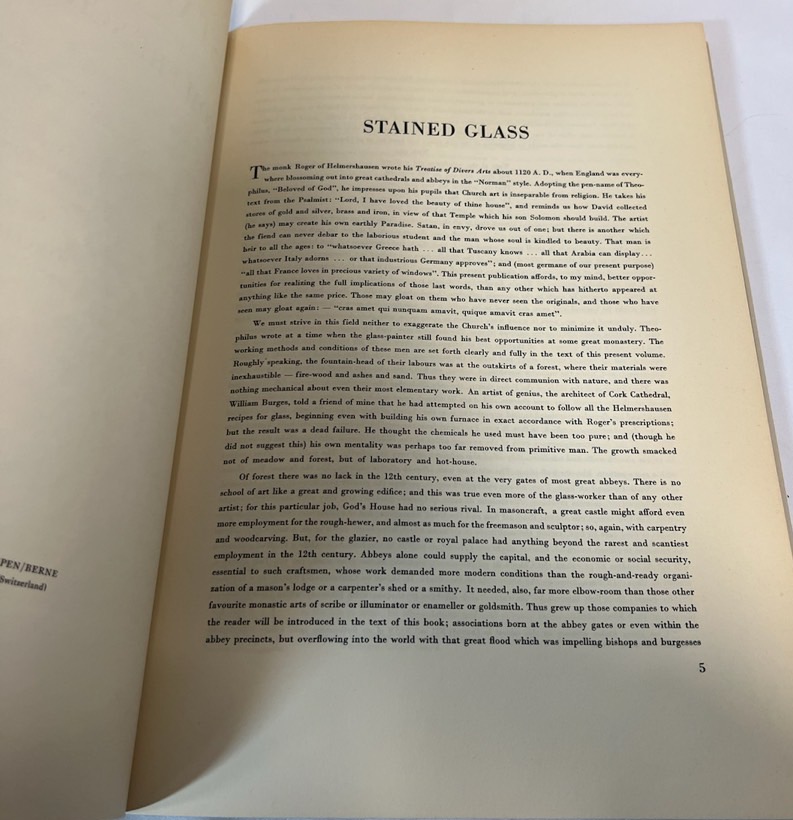 PEN/BERNE
Switzerland)
STAINED GLASS
The monk Roger of Helmershausen wrote his Treatise of Divers Arts about 1120 A. D., when England was every-
where blossoming out into great cathedrals and abbeys in the "Norman" style. Adopting the pen-name of Theo-
philus, "Beloved of God", he impresses upon his pupils that Church art is inseparable from religion. He takes his
text from the Psalmist: "Lord, I have loved the beauty of thine house", and reminds us how David collected
stores of gold and silver, brass and iron, in view of that Temple which his son Solomon should build. The artist
(he says) may create his own earthly Paradise. Satan, in envy, drove us out of one; but there is another which
the fiend can never debar to the laborious student and the man whose soul is kindled to beauty. That man is
heir to all the ages: to "whatsoever Greece hath ... all that Tuscany knows ... all that Arabia can display...
whatsoever Italy adorns ... or that industrious Germany approves"; and (most germane of our present purpose)
"all that France loves in precious variety of windows". This present publication affords, to my mind, better oppor-
tunities for realizing the full implications of those last words, than any other which has hitherto appeared at
anything like the same price. Those may gloat on them who have never seen the originals, and those who have
seen may gloat again: — "cras amet qui nunquam amavit, quique amavit cras amet".
We must strive in this field neither to exaggerate the Church's influence nor to minimize it unduly. Theo-
philus wrote at a time when the glass-painter still found his best opportunities at some great monastery. The
working methods and conditions of these men are set forth clearly and fully in the text of this present volume.
Roughly speaking, the fountain-head of their labours was at the outskirts of a forest, where their materials were
inexhaustible — fire-wood and ashes and sand. Thus they were in direct communion with nature, and there was
nothing mechanical about even their most elementary work. An artist of genius, the architect of Cork Cathedral,
William Burges, told a friend of mine that he had attempted on his own account to follow all the Helmershausen
recipes for glass, beginning even with building his own furnace in exact accordance with Roger's prescriptions;
but the result was a dead failure. He thought the chemicals he used must have been too pure; and (though he
did not suggest this) his own mentality was perhaps too far removed from primitive man. The growth smacked
not of meadow and forest, but of laboratory and hot-house.
Of forest there was no lack in the 12th century, even at the very gates of most great abbeys. There is no
school of art like a great and growing edifice; and this was true even more of the glass-worker than of any other
artist; for this particular job, God's House had no serious rival. In masoncraft, a great castle might afford even
more employment for the rough-hewer, and almost as much for the freemason and sculptor; so, again, with carpentry
and woodcarving. But, for the glazier, no castle or royal palace had anything beyond the rarest and scantiest
employment in the 12th century. Abbeys alone could supply the capital, and the economic or social security,
essential to such craftsmen, whose work demanded more modern conditions than the rough-and-ready organi-
zation of a mason's lodge or a carpenter's shed or a smithy. It needed, also, far more elbow-room than those other
favourite monastic arts of scribe or illuminator or enameller or goldsmith. Thus grew up those companies to which
the reader will be introduced in the text of this book; associations born at the abbey gates or even within the
abbey precincts, but overflowing into the world with that great flood which was impelling bishops and burgesses
5